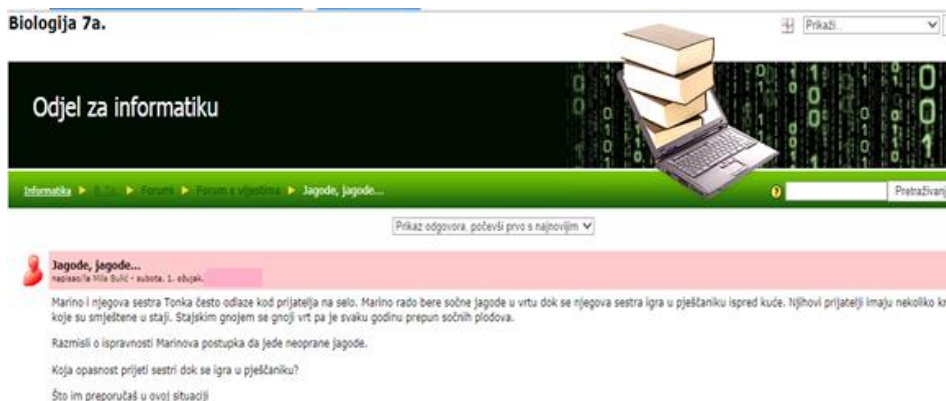 Biologija 7a.
Prikaži...
Odjel za informatiku
Informatika ► B 7a. ► Forumi ► Forum s vijestima ► Jagode, jagode...
Pretraživanj
Prikaz odgovora, počevši prvo s najnovijim
Jagode, jagode...
napisao/la Mila Bulić - subota, 1. ožujak,
Marino i njegova sestra Tonka često odlaze kod prijatelja na selo. Marino rado bere sočne jagode u vrtu dok se njegova sestra igra u pješčaniku ispred kuće. Njihovi prijatelji imaju nekoliko
koje su smještene u staji. Stajskim gnojem se gnoji vrt pa je svaku godinu prepun sočnih plodova.
Razmisli o ispravnosti Marinova postupka da jede neoprane jagode.
Koja opasnost prijeti sestri dok se igra u pješčaniku?
Što im preporučaš u ovoj situaciji